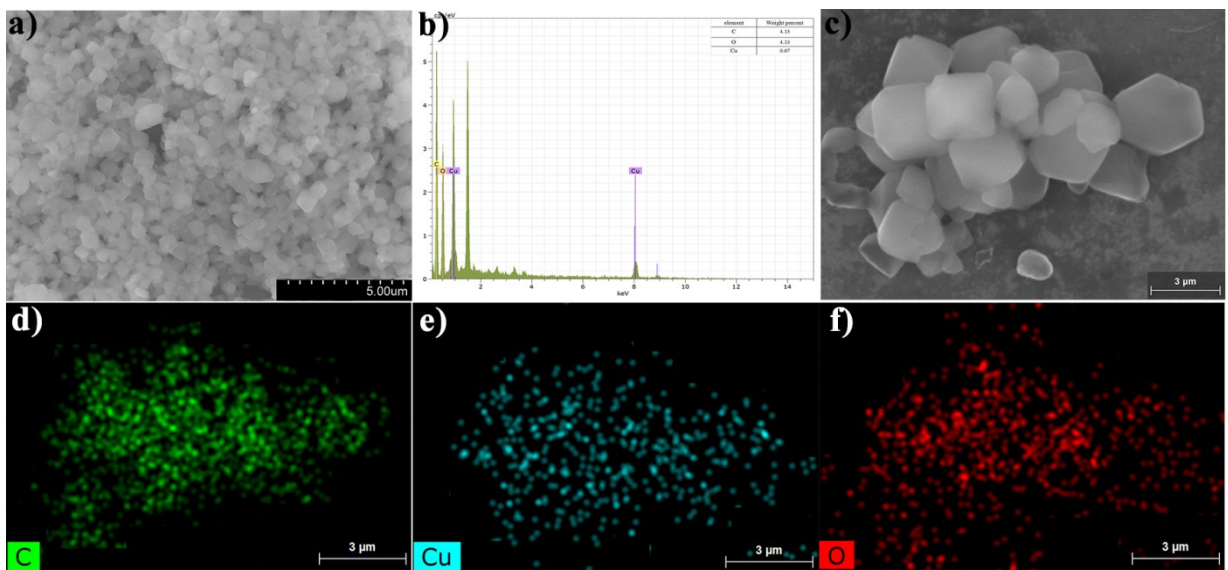 a)
5.00um
b)
cps/eV
element Weight percent
C 4.13
O 4.13
Cu 0.67
5
4
3
2
1
0
C
O
Cu
Cu
2 4 6 8 10 12 14
keV
c)
3 µm
d)
C
3 µm
e)
Cu
3 µm
f)
O
3 µm